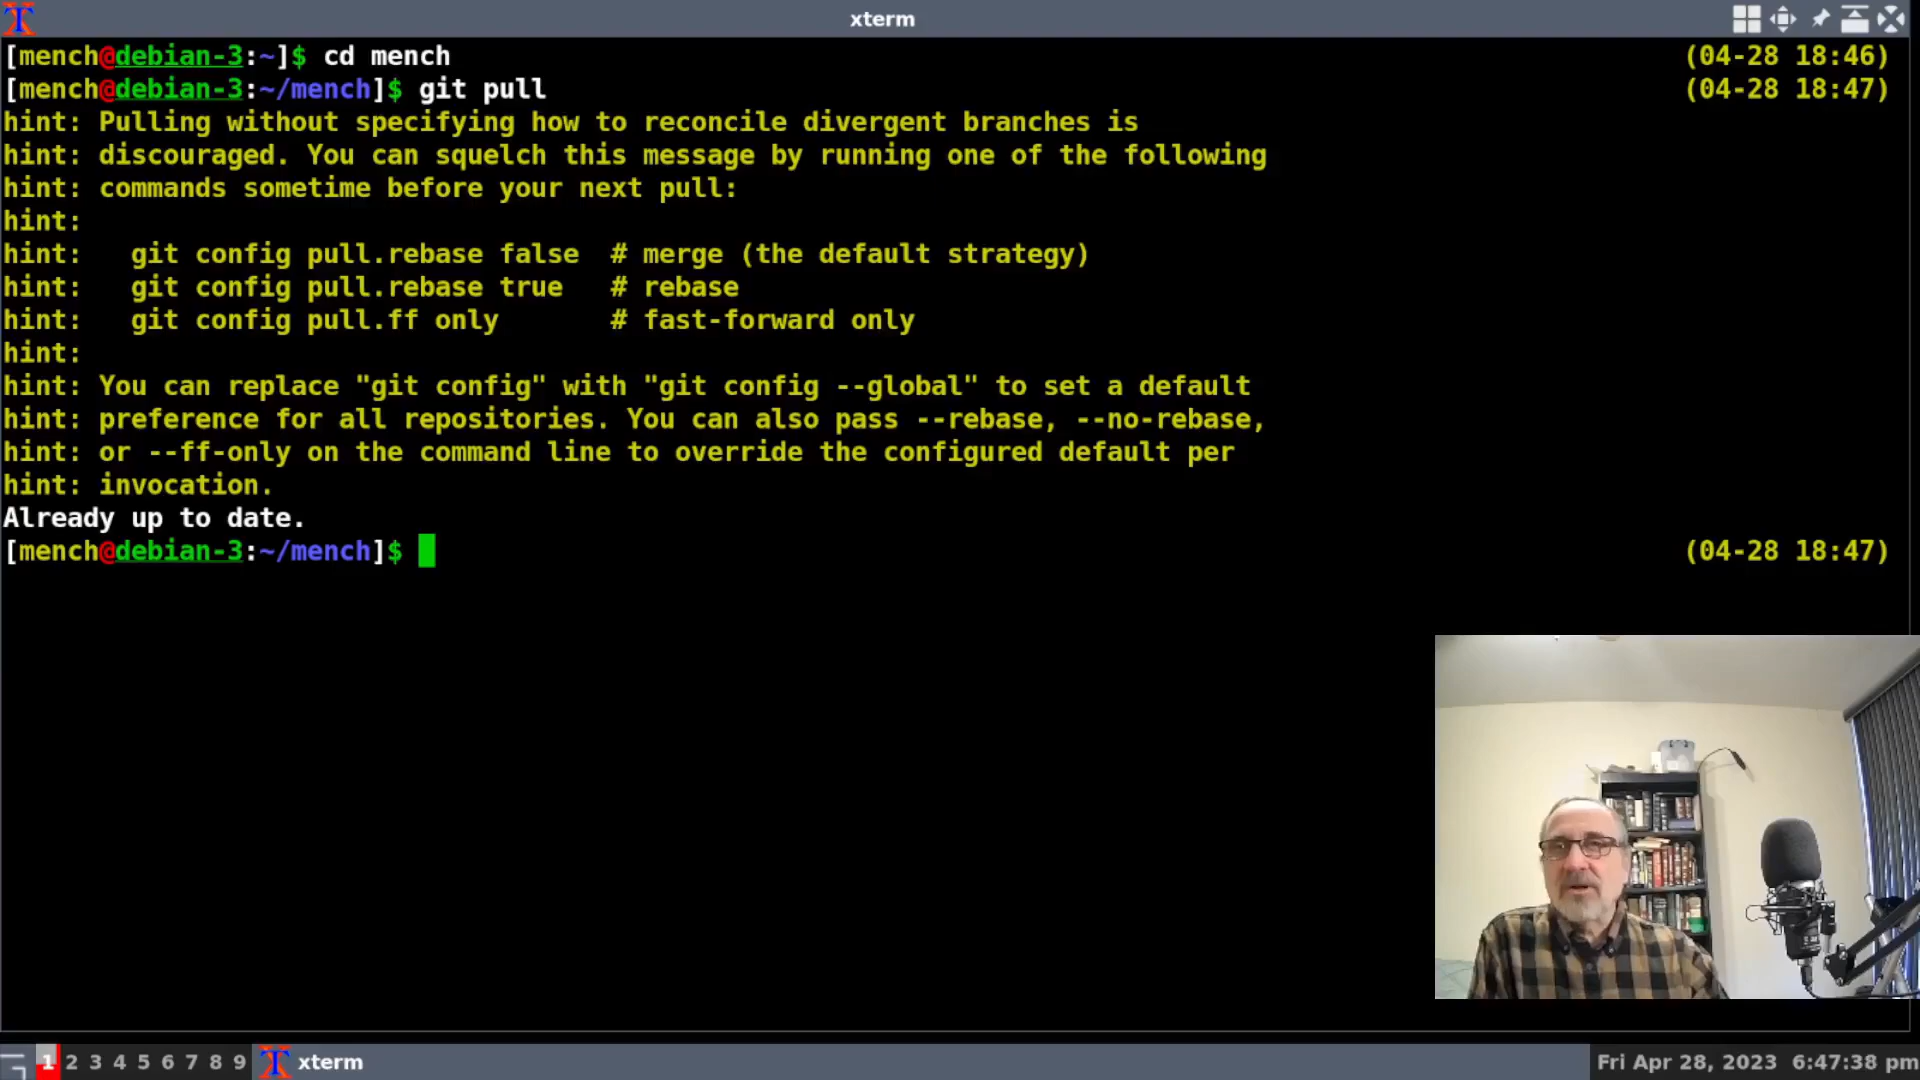 xterm
[mench@debian-3:~]$ cd mench (04-28 18:46)
[mench@debian-3:~/mench]$ git pull (04-28 18:47)
hint: Pulling without specifying how to reconcile divergent branches is
hint: discouraged. You can squelch this message by running one of the following
hint: commands sometime before your next pull:
hint:
hint:   git config pull.rebase false  # merge (the default strategy)
hint:   git config pull.rebase true   # rebase
hint:   git config pull.ff only       # fast-forward only
hint:
hint: You can replace "git config" with "git config --global" to set a default
hint: preference for all repositories. You can also pass --rebase, --no-rebase,
hint: or --ff-only on the command line to override the configured default per
hint: invocation.
Already up to date.
[mench@debian-3:~/mench]$ (04-28 18:47)
1 2 3 4 5 6 7 8 9 xterm Fri Apr 28, 2023 6:47:38 pm